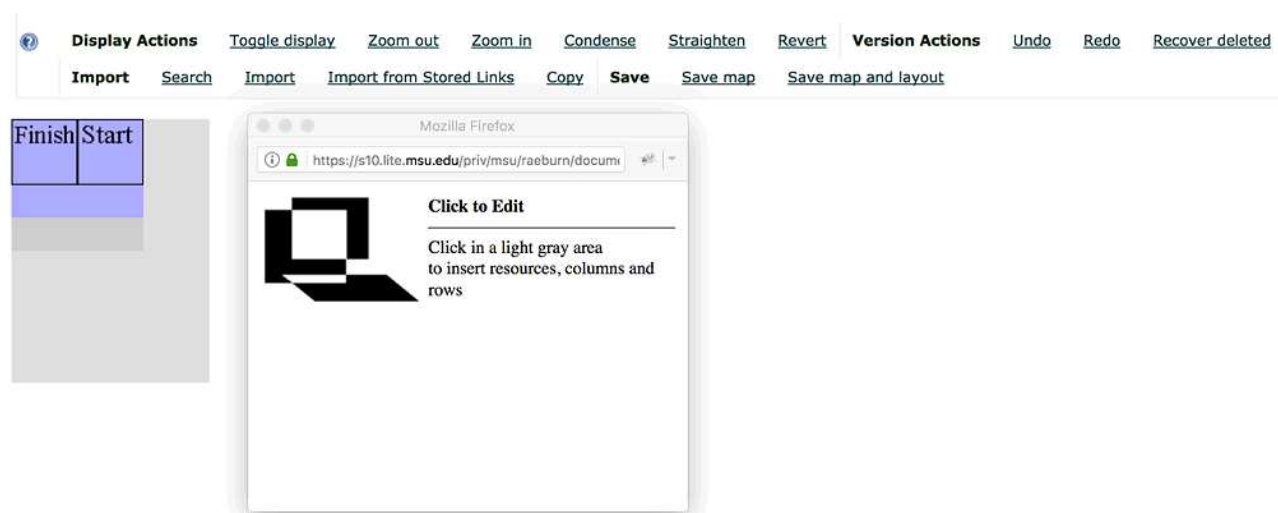 Display Actions Toggle display Zoom out Zoom in Condense Straighten Revert Version Actions Undo Redo Recover deleted
Import Search Import Import from Stored Links Copy Save Save map Save map and layout
Finish Start
Mozilla Firefox
https://s10.lite.msu.edu/priv/msu/raeburn/docume
Click to Edit
Click in a light gray area
to insert resources, columns and
rows